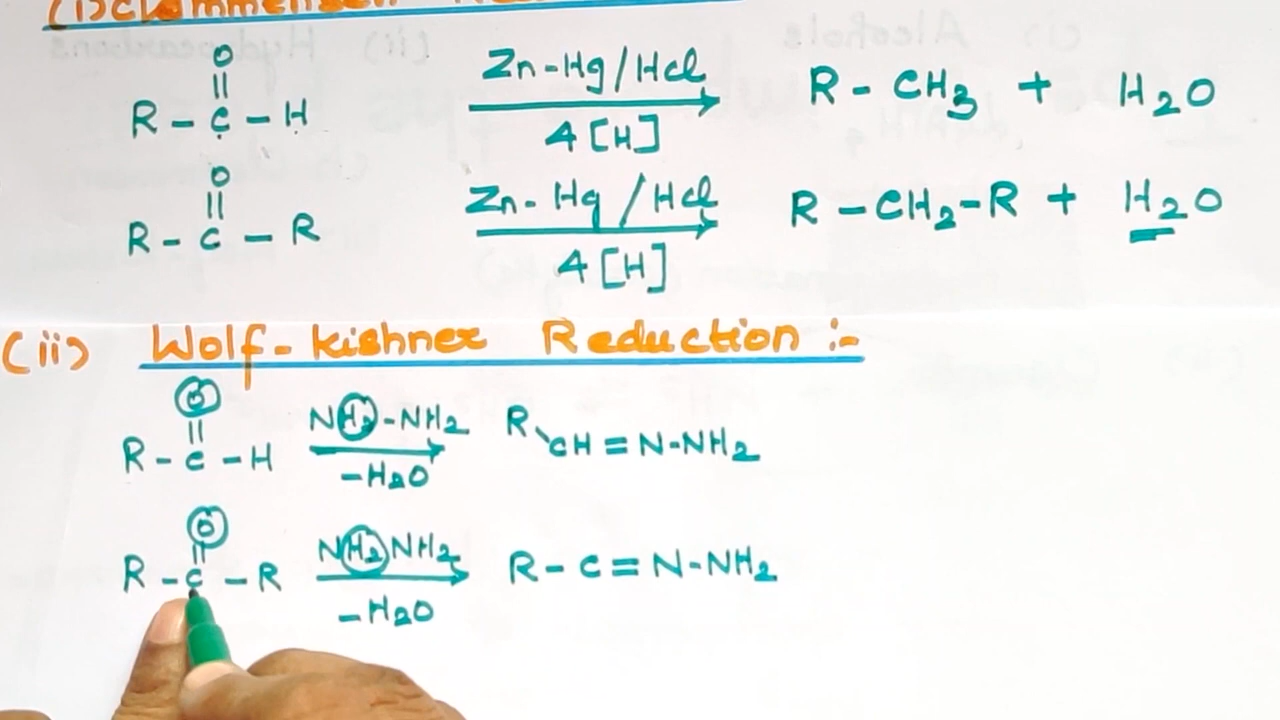 (i) Clemmensen
O
||
Zn-Hg/HCl
R - C - H → R - CH3 + H2O
4[H]
O
||
Zn-Hg/HCl
R - C - R → R - CH2-R + H2O
4[H]
(ii) Wolf-kishner Reduction :-
O
||
NH2-NH2
R - C - H → R CH=N-NH2
-H2O
O
||
NH2NH2
R - C - R → R- C=N-NH2
-H2O